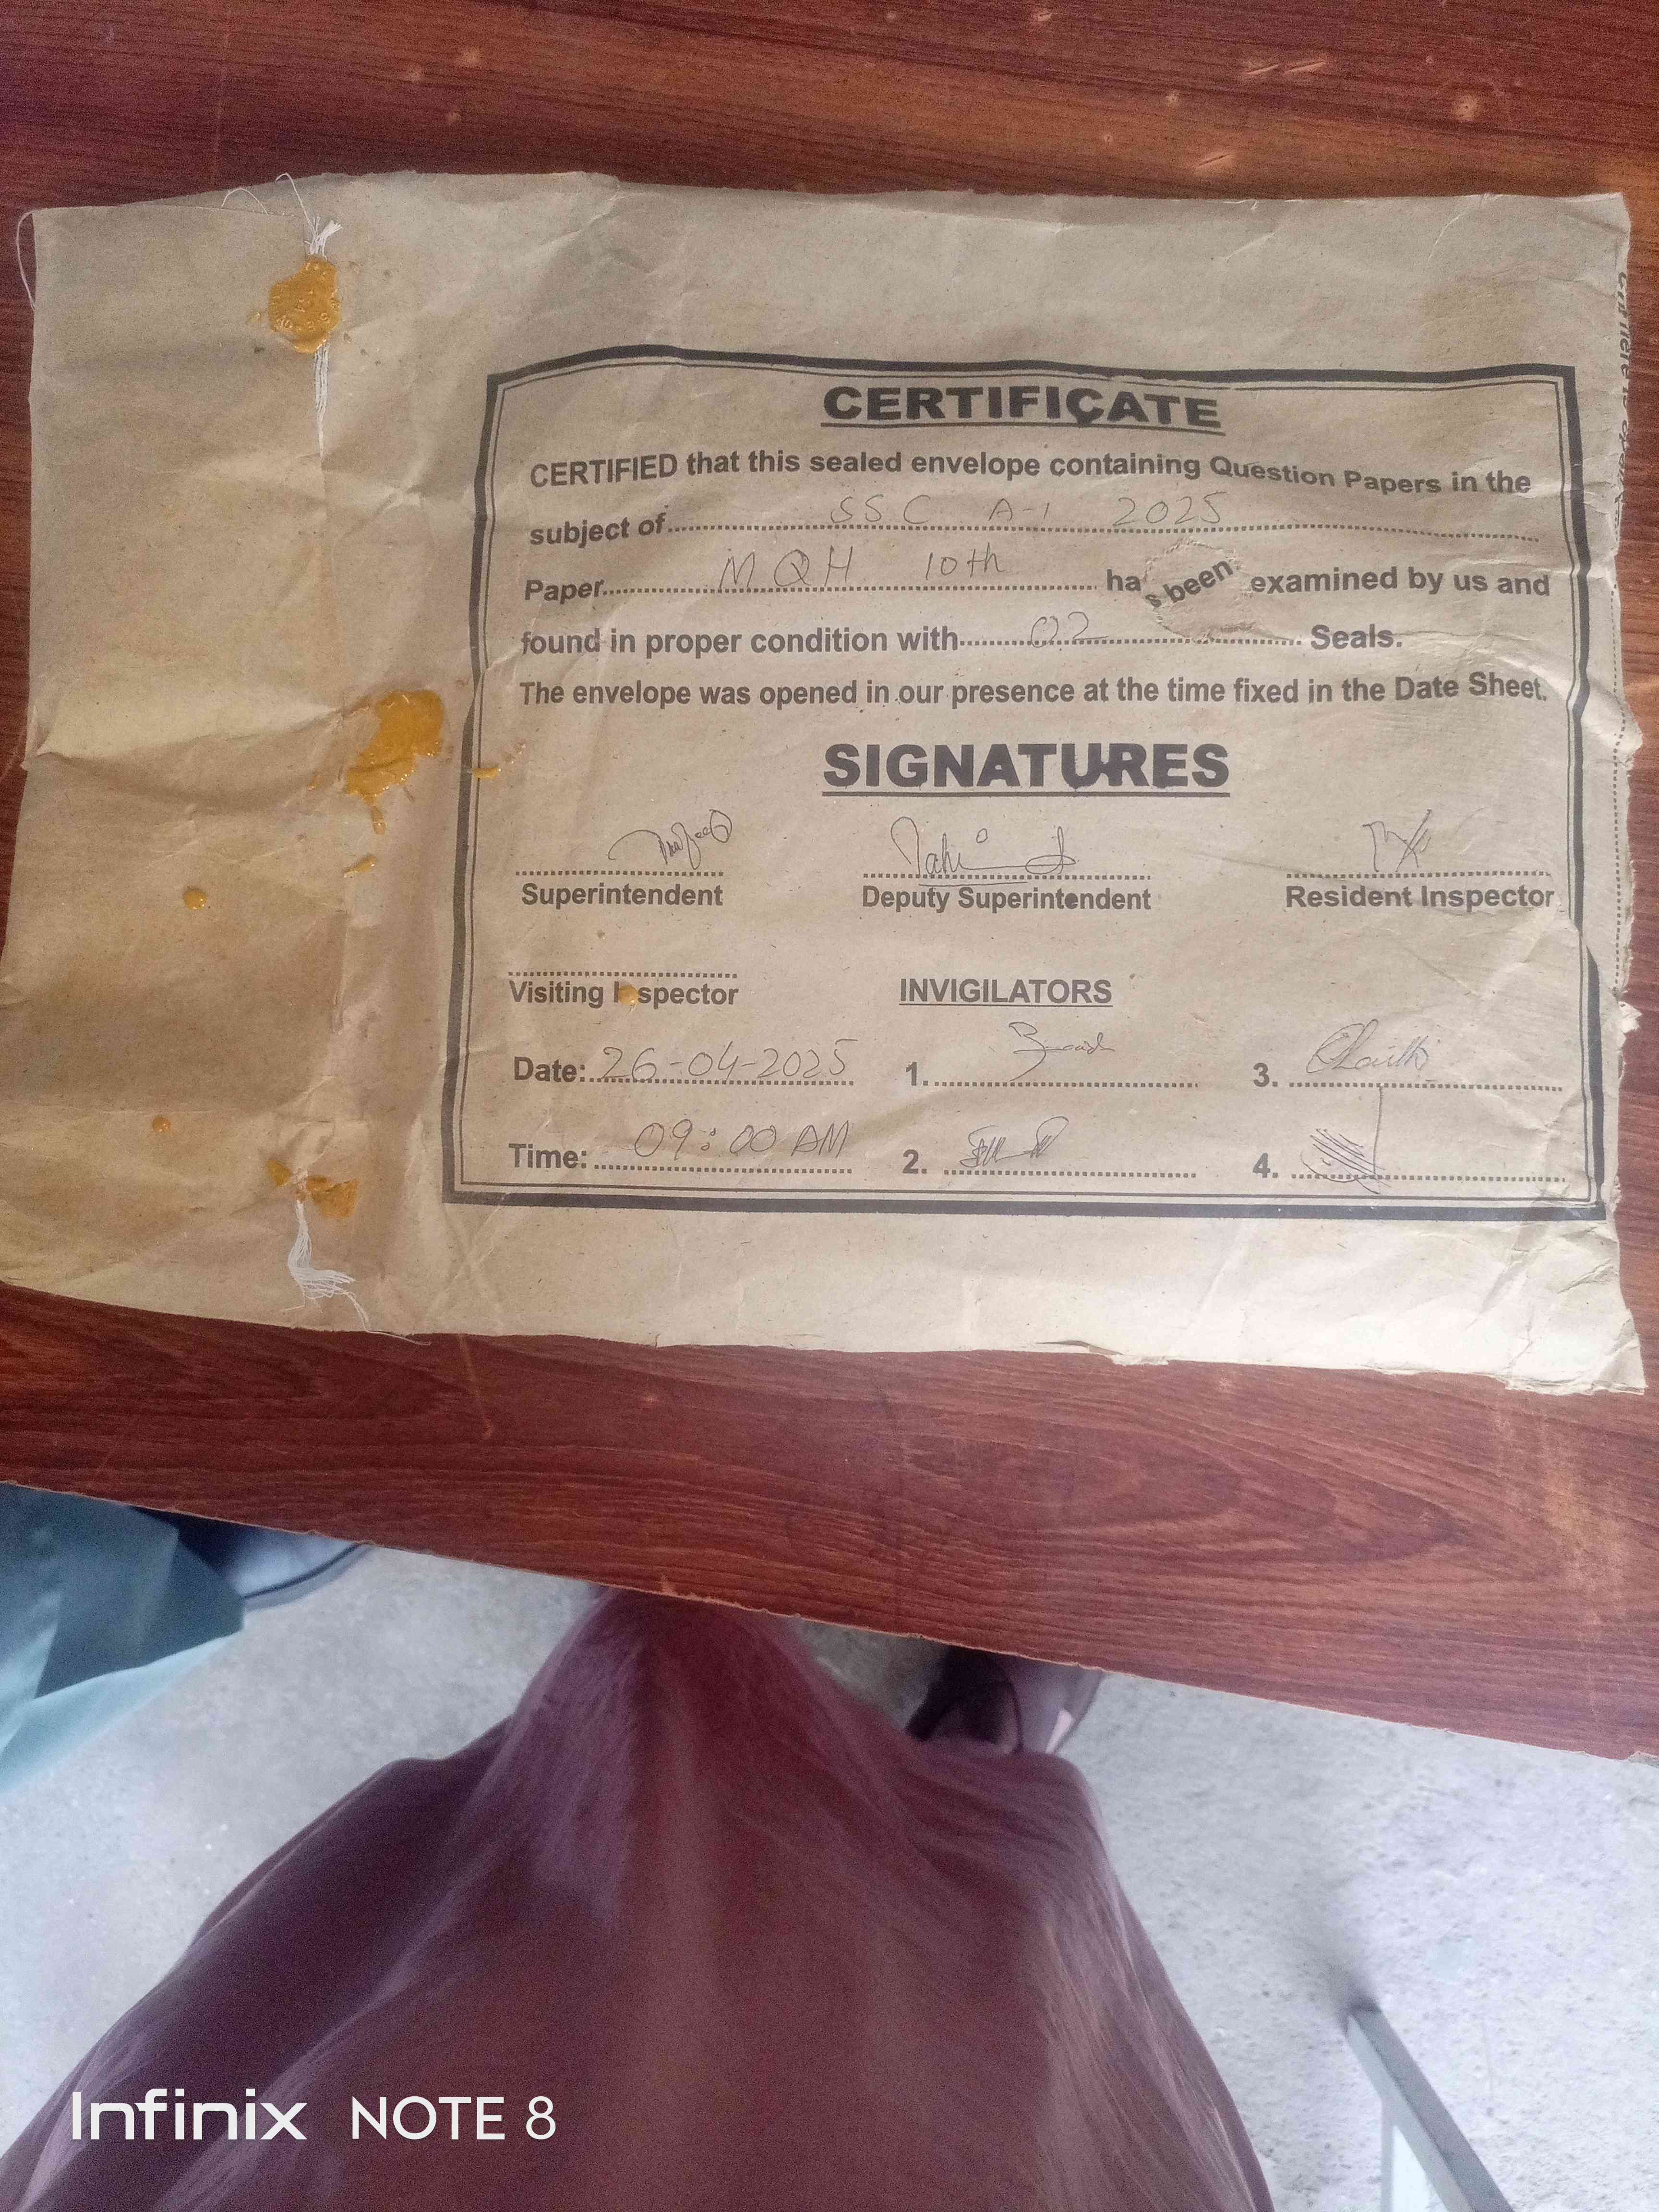 CERTIFICATE
CERTIFIED that this sealed envelope containing Question Papers in the
subject of SSC A-1 2025
Paper MQH 10th has been examined by us and
found in proper condition with 02 Seals.
The envelope was opened in our presence at the time fixed in the Date Sheet.
SIGNATURES
Superintendent Deputy Superintendent Resident Inspector
Visiting Inspector INVIGILATORS
Date: 26-04-2025 1. 3.
Time: 09:00 AM 2. 4.
Infinix NOTE 8